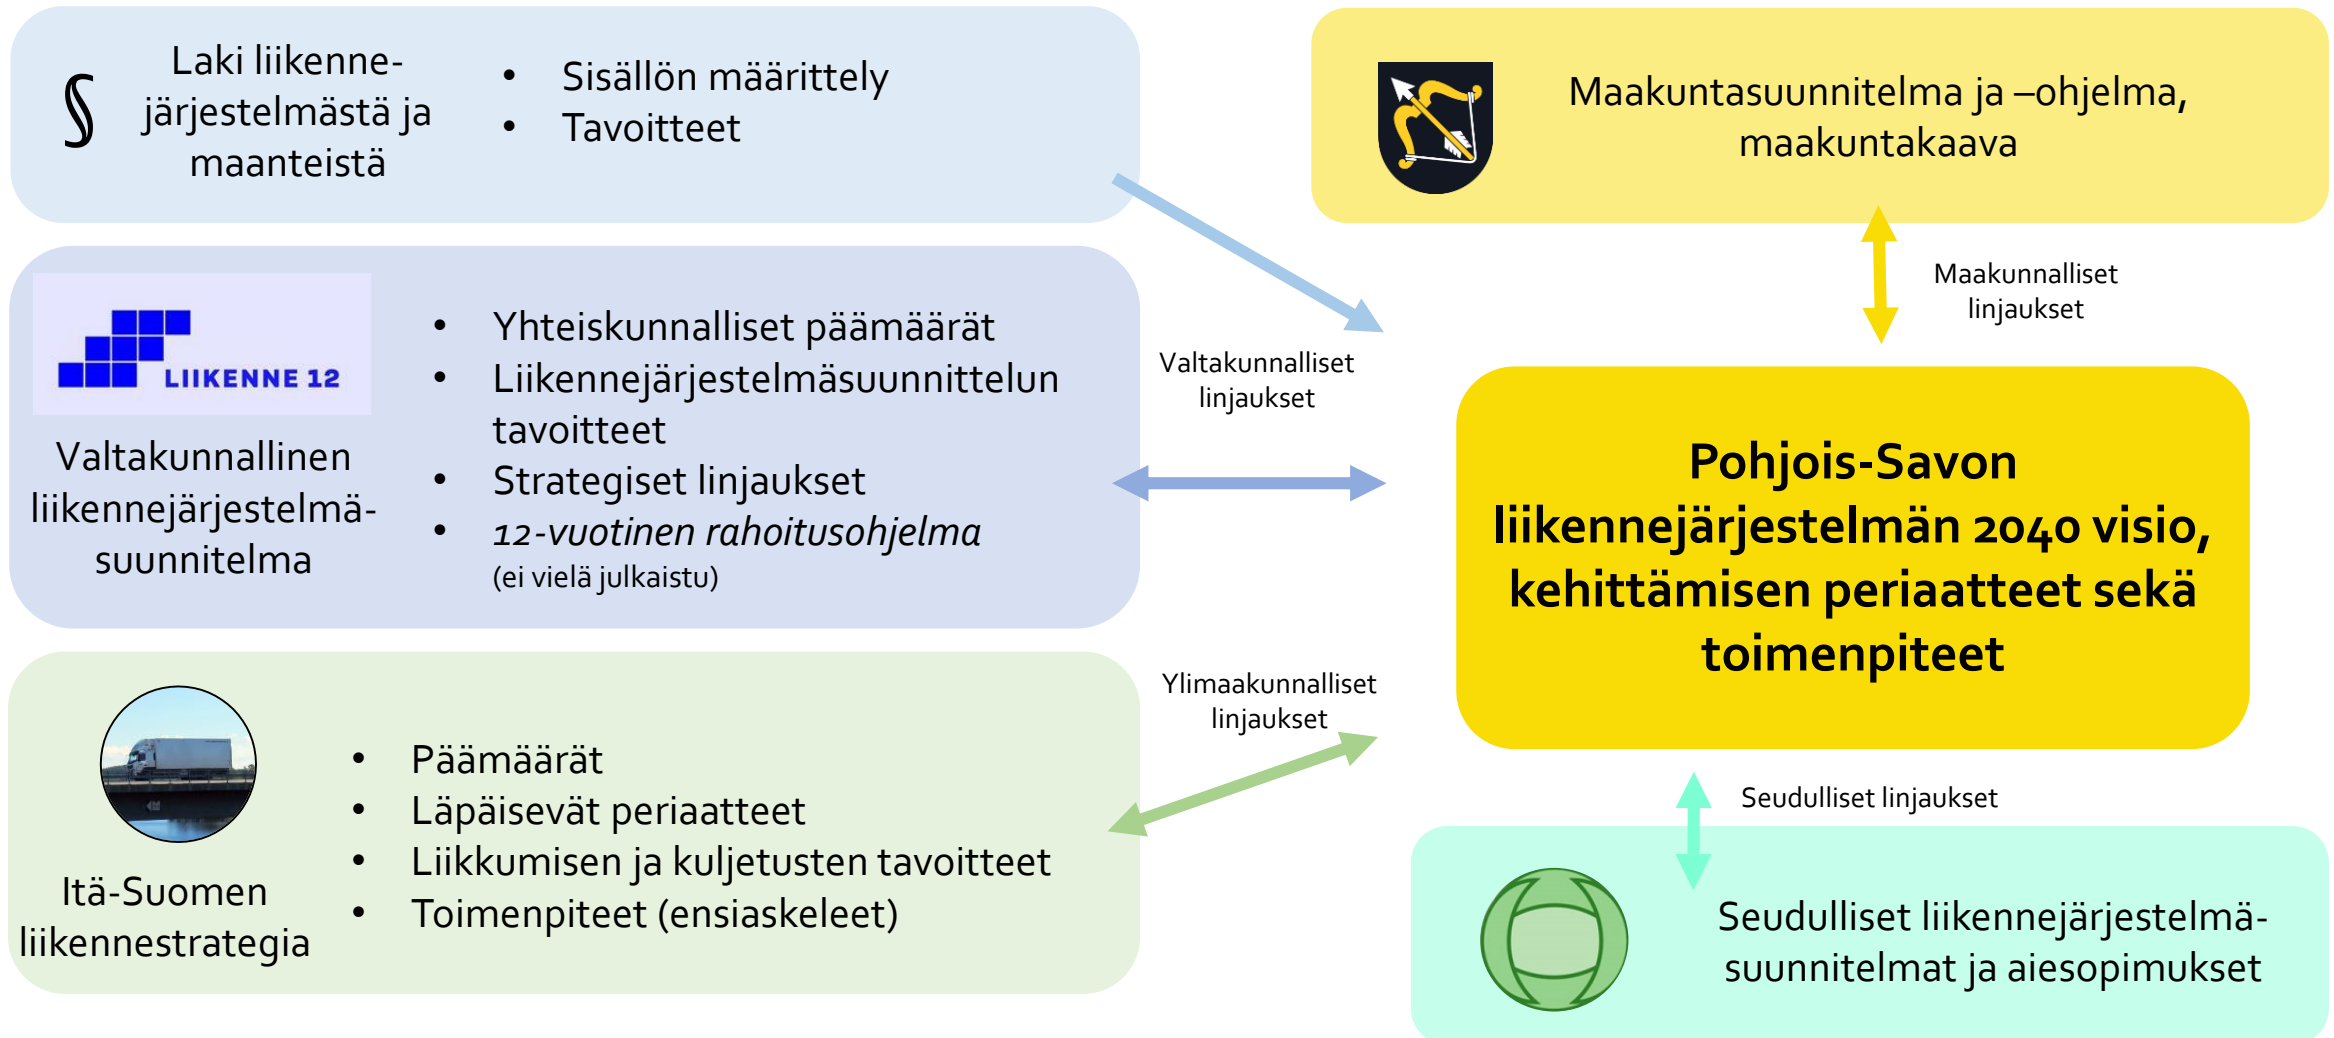 §
Laki liikenne-
järjestelmästä ja
maanteistä
• Sisällön määrittely
• Tavoitteet
LIIKENNE 12
Valtakunnallinen
liikennejärjestelmä-
suunnitelma
• Yhteiskunnalliset päämäärät
• Liikennejärjestelmäsuunnittelun
tavoitteet
• Strategiset linjaukset
• 12-vuotinen rahoitusohjelma
(ei vielä julkaistu)
Itä-Suomen
liikennestrategia
• Päämäärät
• Läpäisevät periaatteet
• Liikkumisen ja kuljetusten tavoitteet
• Toimenpiteet (ensiaskeleet)
Valtakunnalliset
linjaukset
Ylimaakunnalliset
linjaukset
Maakuntasuunnitelma ja –ohjelma,
maakuntakaava
Maakunnalliset
linjaukset
Pohjois-Savon
liikennejärjestelmän 2040 visio,
kehittämisen periaatteet sekä
toimenpiteet
Seudulliset linjaukset
Seudulliset liikennejärjestelmä-
suunnitelmat ja aiesopimukset